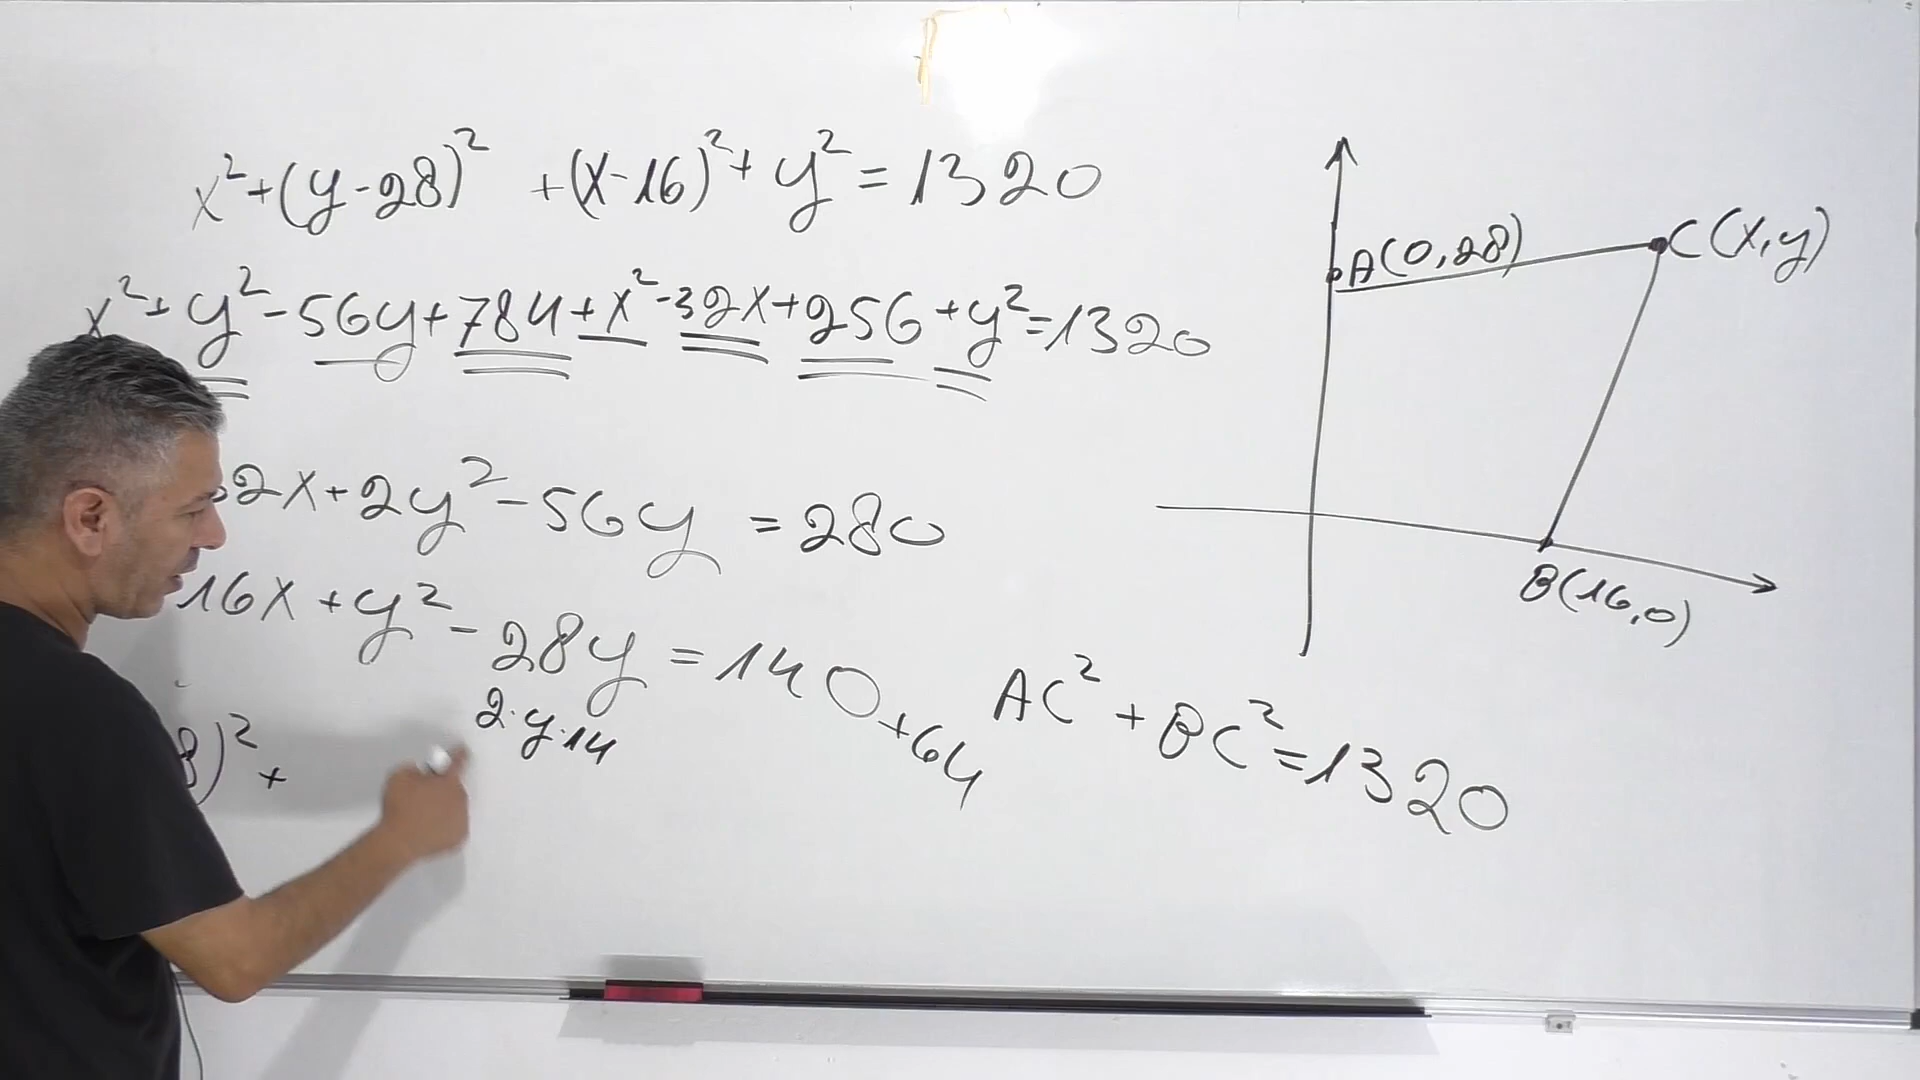 x²+(y-28)² +(x-16)²+y²=1320
x²+y²-56y+784+x²-32x+256+y²=1320
2x+2y²-56y =280
16x+y²-28y=140+64
2·y·14
8)²+
A(0,28)
C(x,y)
B(16,0)
AC²+BC²=1320